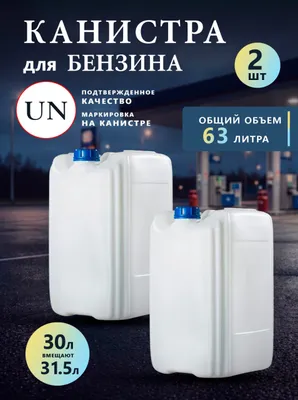 КАНИСТРА
для БЕНЗИНА
2
шт
UN
ПОДТВЕРЖДЕННОЕ
КАЧЕСТВО
МАРКИРОВКА
НА КАНИСТРЕ
ОБЩИЙ ОБЪЕМ
63 ЛИТРА
30л
ВМЕЩАЮТ
31.5л